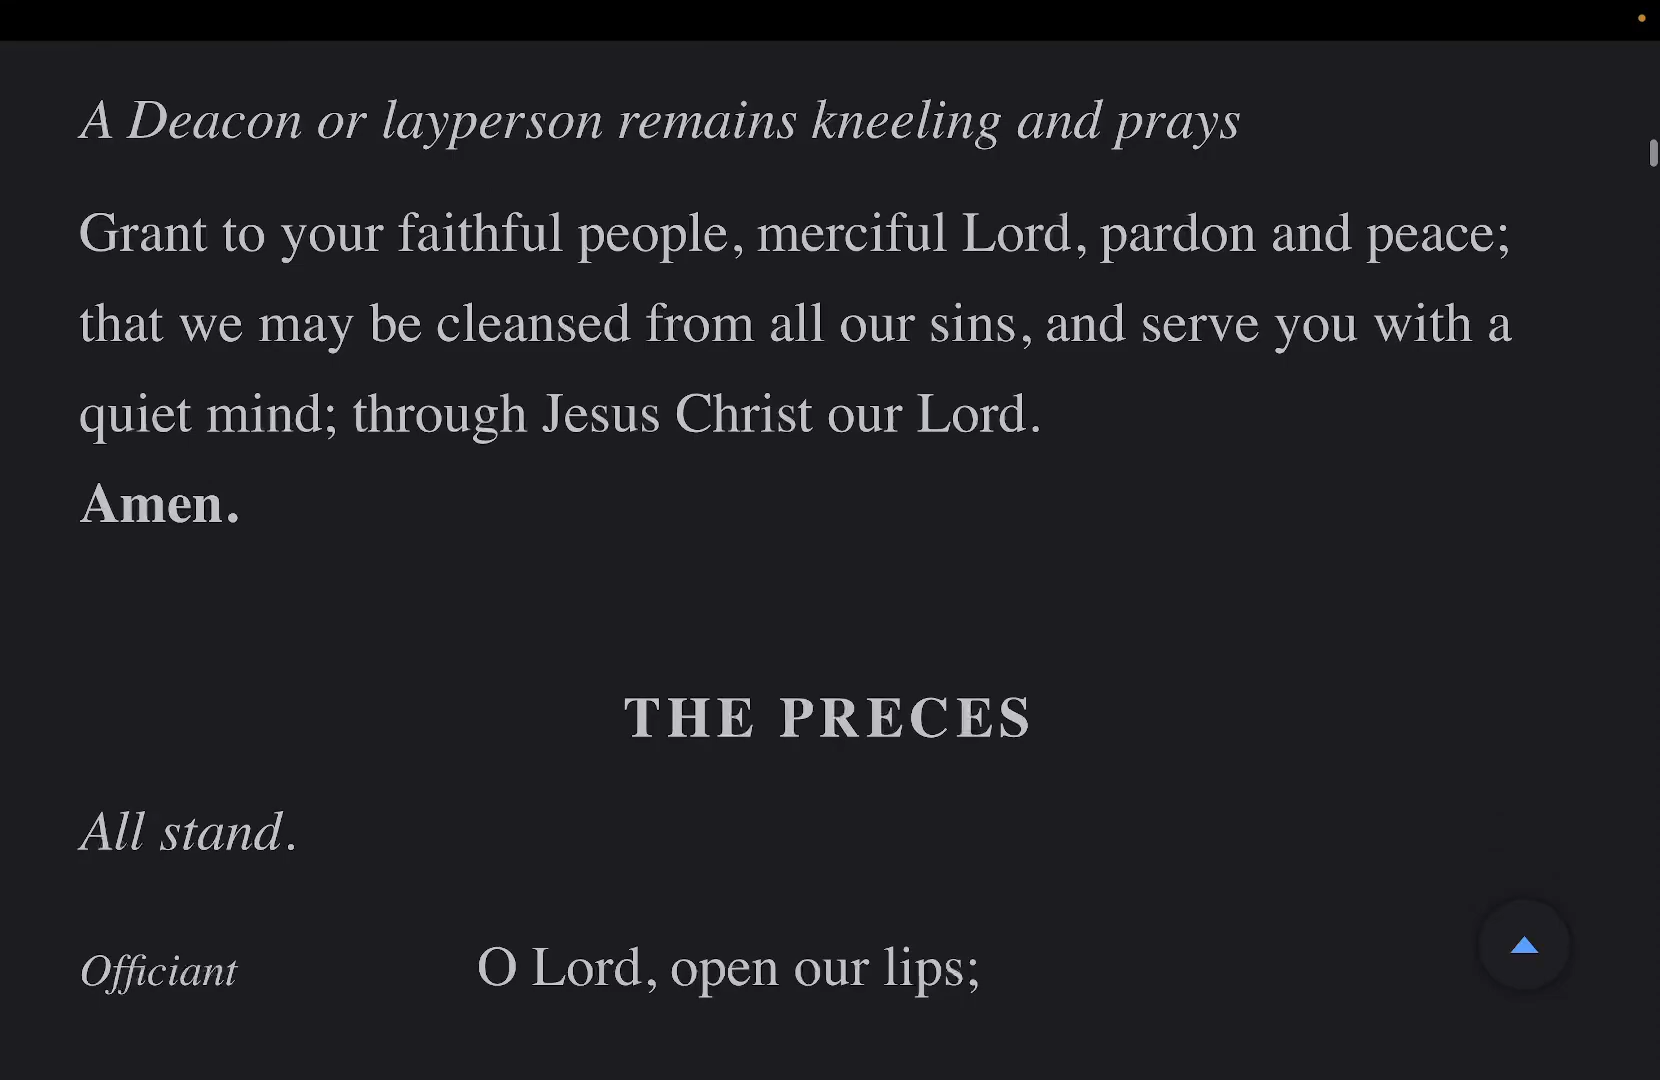 A Deacon or layperson remains kneeling and prays
Grant to your faithful people, merciful Lord, pardon and peace;
that we may be cleansed from all our sins, and serve you with a
quiet mind; through Jesus Christ our Lord.
Amen.
THE PRECES
All stand.
Officiant O Lord, open our lips;